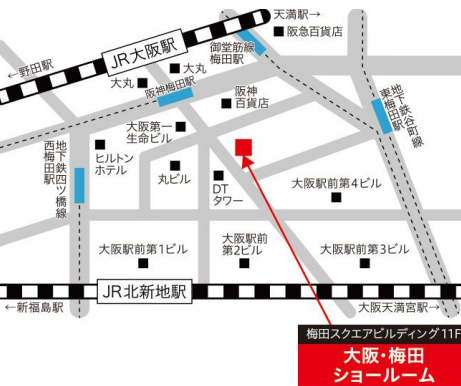 天満駅→
JR大阪駅
御堂筋線
梅田駅
阪急百貨店
←野田駅
大丸
大丸
阪神梅田駅
阪神
百貨店
地下鉄谷町線
東梅田駅
大阪第一
生命ビル
地下鉄四ツ橋線
西梅田駅
ヒルトン
ホテル
丸ビル
DT
タワー
大阪駅前第4ビル
大阪駅前第1ビル
大阪駅前
第2ビル
大阪駅前第3ビル
JR北新地駅
←新福島駅
大阪天満宮駅→
梅田スクエアビルディング11F
大阪・梅田
ショールーム